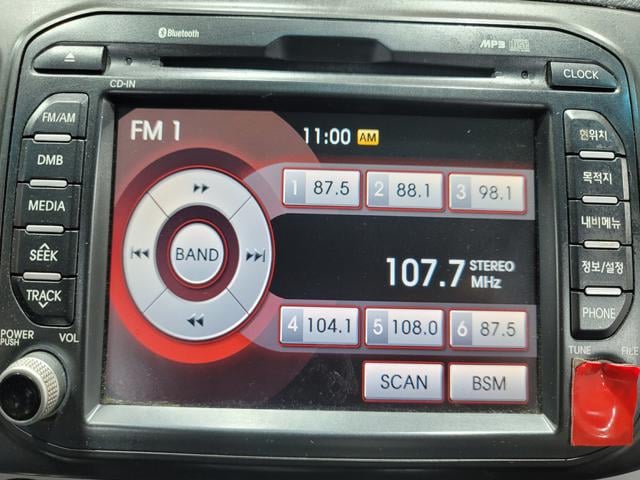 Bluetooth
MP3
CD-IN
CLOCK
FM/AM
DMB
MEDIA
SEEK
TRACK
POWER
PUSH
VOL
FM 1
11:00 AM
1 87.5
2 88.1
3 98.1
BAND
107.7 STEREO
MHz
4 104.1
5 108.0
6 87.5
SCAN
BSM
현위치
목적지
내비메뉴
정보/설정
PHONE
TUNE
FILE